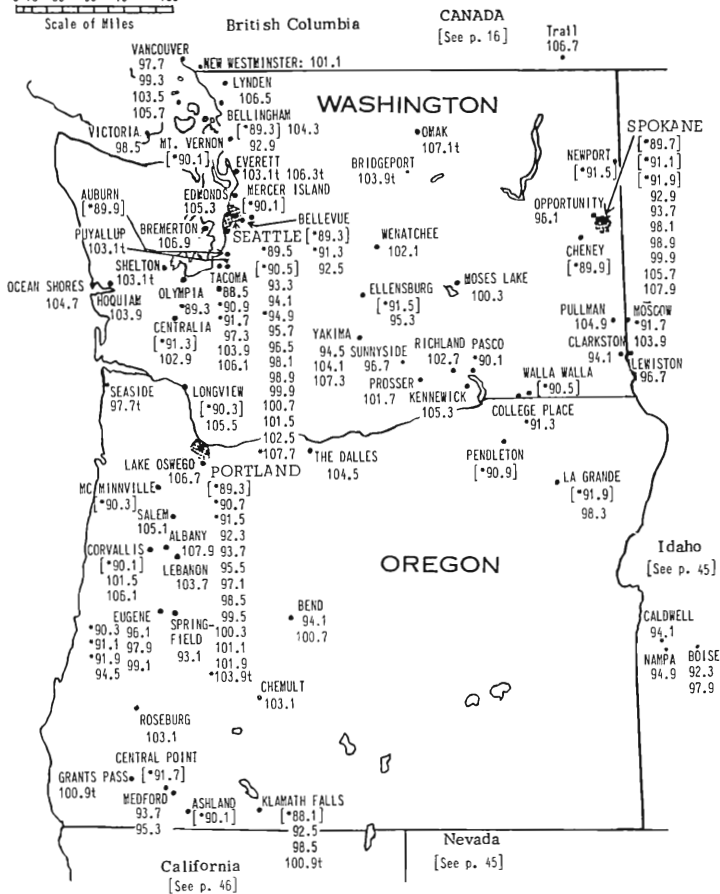 Scale of Miles
British Columbia
CANADA
[See p. 16]
Trail
106.7
VANCOUVER
97.7
99.3
103.5
105.7
NEW WESTMINSTER: 101.1
LYNDEN
106.5
WASHINGTON
BELLINGHAM
[*89.3] 104.3
92.9
VICTORIA
98.5
MT. VERNON
[*90.1]
OMAK
107.1t
SPOKANE
[*89.7]
[*91.1]
[*91.9]
92.9
93.7
98.1
98.9
99.9
105.7
107.9
EVERETT
103.1t 106.3t
BRIDGEPORT
103.9t
NEWPORT
[*91.5]
AUBURN
[*89.9]
EDMONDS
105.3
MERCER ISLAND
[*90.1]
OPPORTUNITY
96.1
PUYALLUP
103.1t
BREMERTON
106.9
BELLEVUE
[*89.3]
*91.3
92.5
SEATTLE
*89.5
[*90.5]
93.3
94.1
*94.9
95.7
96.5
98.1
98.9
99.9
100.7
101.5
102.5
*107.7
WENATCHEE
102.1
CHENEY
[*89.9]
SHELTON
103.1t
TACOMA
*88.5
*90.9
*91.7
97.3
103.9
106.1
OCEAN SHORES
104.7
HOQUIAM
103.9
OLYMPIA
*89.3
ELLENSBURG
[*91.5]
95.3
MOSES LAKE
100.3
CENTRALIA
[*91.3]
102.9
PULLMAN
104.9
MOSCOW
*91.7
103.9
YAKIMA
94.5
104.1
107.3
SUNNYSIDE
96.7
RICHLAND
102.7
PASCO
*90.1
CLARKSTON
94.1
LEWISTON
96.7
PROSSER
101.7
KENNEWICK
105.3
WALLA WALLA
[*90.5]
SEASIDE
97.7t
LONGVIEW
[*90.3]
105.5
COLLEGE PLACE
*91.3
THE DALLES
104.5
PENDLETON
[*90.9]
LAKE OSWEGO
106.7
PORTLAND
[*89.3]
*90.7
*91.5
92.3
93.7
95.5
97.1
98.5
99.5
100.3
101.1
101.9
*103.9t
LA GRANDE
[*91.9]
98.3
MC MINNVILLE
[*90.3]
SALEM
105.1
ALBANY
107.9
CORVALLIS
[*90.1]
101.5
106.1
LEBANON
103.7
OREGON
Idaho
[See p. 45]
EUGENE
*90.3 96.1
*91.1 97.9
*91.9 99.1
94.5
SPRING-
FIELD
93.1
BEND
94.1
100.7
CALDWELL
94.1
NAMPA
94.9
BOISE
92.3
97.9
CHEMULT
103.1
ROSEBURG
103.1
CENTRAL POINT
[*91.7]
GRANTS PASS
100.9t
MEDFORD
93.7
95.3
ASHLAND
[*90.1]
KLAMATH FALLS
[*88.1]
92.5
98.5
100.9t
California
[See p. 46]
Nevada
[See p. 45]